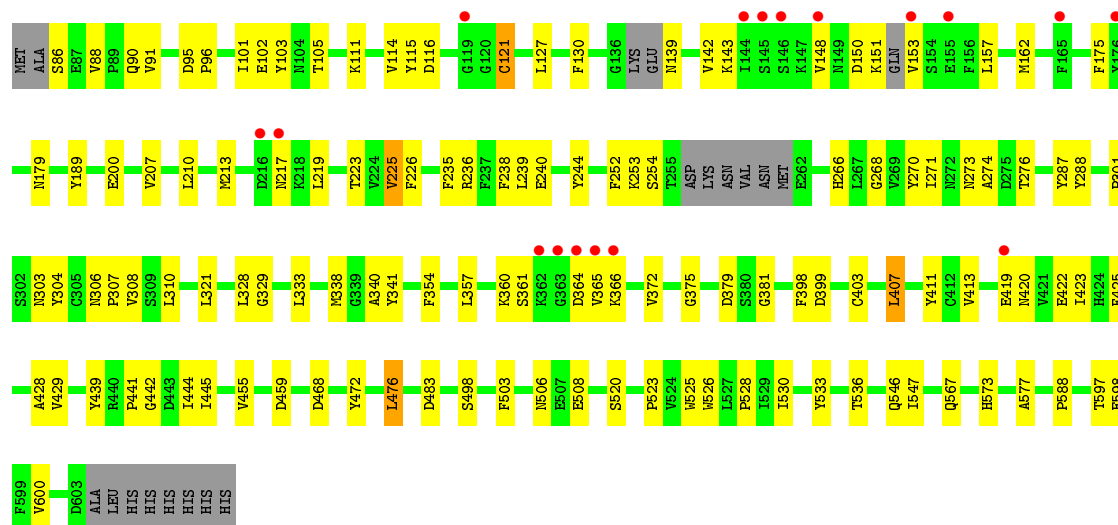 MET ALA S86 E87 V88 P89 Q90 V91 D95 P96 I101 E102 Y103 N104 T105 K111 V114 Y115 D116 G119 G120 C121 L127 F130 G136 LYS GLU N139 V142 K143 I144 S145 S146 K147 V148 N149 D150 K151 GLN V153 S154 E155 F156 L157 M162 F165 F175 Y176
N179 Y189 E200 V207 L210 M213 D216 N217 K218 L219 T223 V224 V225 F226 F235 R236 F237 F238 L239 E240 Y244 F252 K253 S254 T255 ASP LYS ASN VAL ASN MET E262 H266 L267 G268 V269 Y270 I271 N272 N273 A274 D275 T276 Y287 Y288
S302 N303 Y304 C305 N306 P307 V308 S309 L310 L321 L328 G329 L333 M338 G339 A340 Y341 F354 L357 K360 S361 K362 G363 D364 V365 K366 V372 G375 D379 S380 G381 F398 D399 C403 L407 Y411 C412 V413 E419 N420 V421 E422 I423 H424
A428 V429 Y439 R440 P441 G442 D443 I444 I445 V455 D459 D468 Y472 L476 D483 S498 F503 N506 E507 E508 S520 P523 V524 W525 W526 L527 P528 I529 I530 Y533 T536 Q546 I547 Q567 H573 A577 P588 T597
F599 V600 D603 ALA LEU HIS HIS HIS HIS HIS HIS